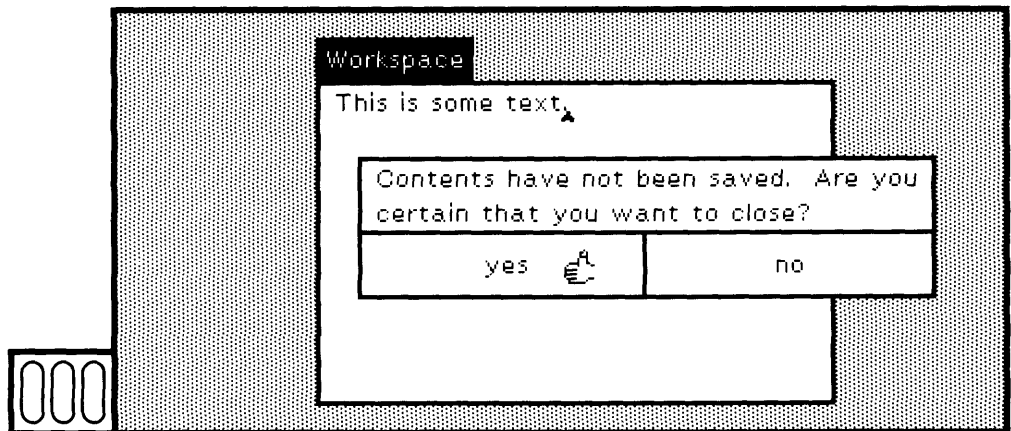 Workspace
This is some text.
Contents have not been saved. Are you
certain that you want to close?
yes no